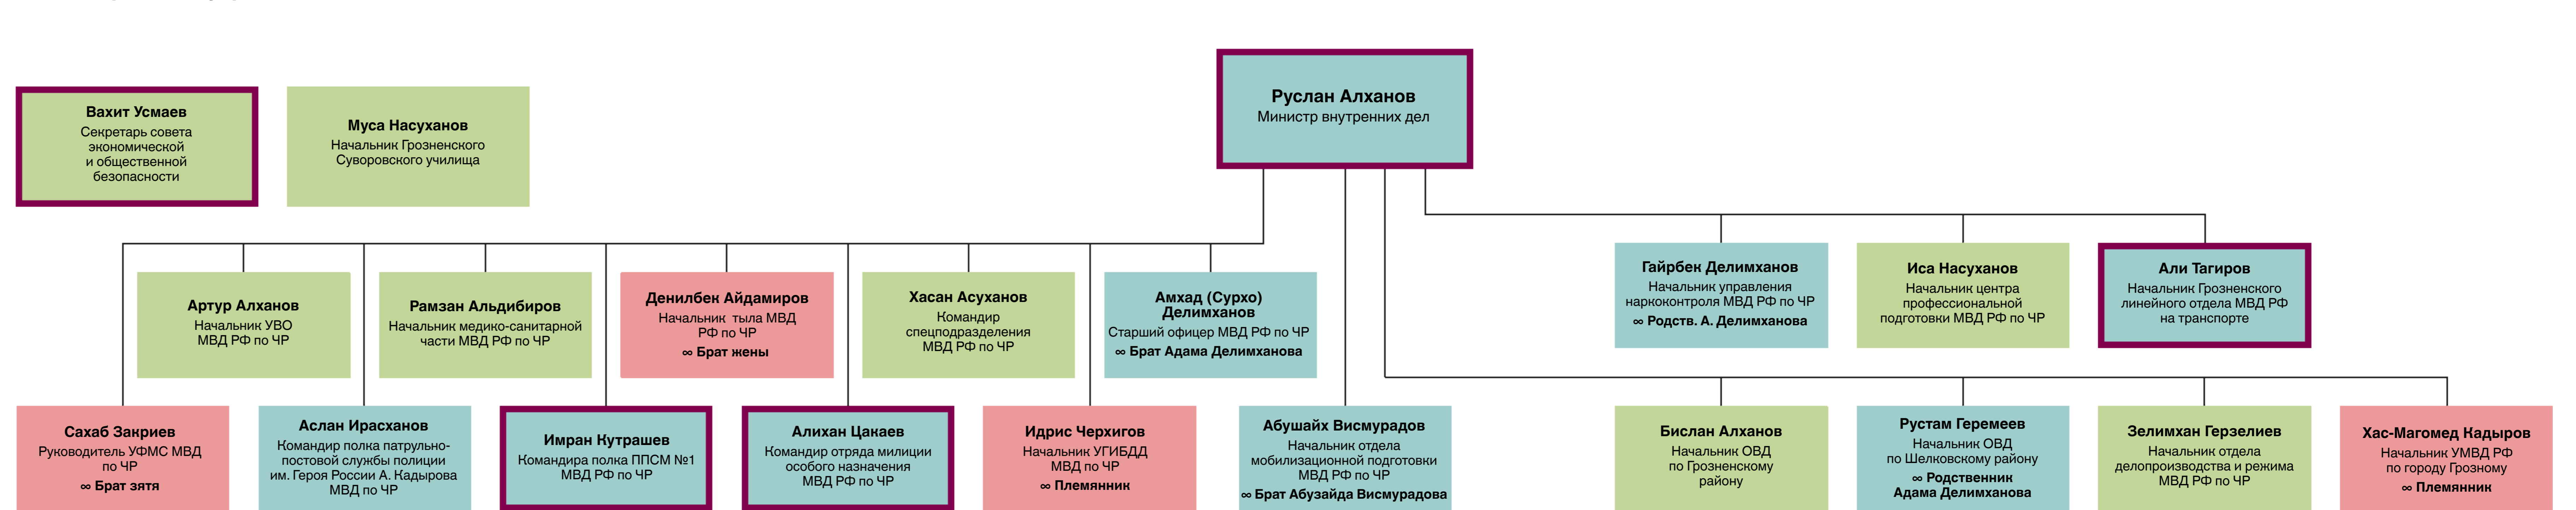 Руслан Алханов
Министр внутренних дел
Вахит Усмаев
Секретарь совета
экономической
и общественной
безопасности
Муса Насуханов
Начальник Грозненского
Суворовского училища
Артур Алханов
Начальник УВО
МВД РФ по ЧР
Рамзан Альдибиров
Начальник медико-санитарной
части МВД РФ по ЧР
Денилбек Айдамиров
Начальник тыла МВД
РФ по ЧР
∞ Брат жены
Хасан Асуханов
Командир
спецподразделения
МВД РФ по ЧР
Амхад (Сурхо)
Делимханов
Старший офицер МВД РФ по ЧР
∞ Брат Адама Делимханова
Гайрбек Делимханов
Начальник управления
наркоконтроля МВД РФ по ЧР
∞ Родств. А. Делимханова
Иса Насуханов
Начальник центра
профессиональной
подготовки МВД РФ по ЧР
Али Тагиров
Начальник Грозненского
линейного отдела МВД РФ
на транспорте
Сахаб Закриев
Руководитель УФМС МВД
по ЧР
∞ Брат зятя
Аслан Ирасханов
Командир полка патрульно-
постовой службы полиции
им. Героя России А. Кадырова
МВД по ЧР
Имран Кутрашев
Командира полка ППСМ №1
МВД РФ по ЧР
Алихан Цакаев
Командир отряда милиции
особого назначения
МВД РФ по ЧР
Идрис Черхигов
Начальник УГИБДД
МВД по ЧР
∞ Племянник
Абушайх Висмурадов
Начальник отдела
мобилизационной подготовки
МВД РФ по ЧР
∞ Брат Абузайда Висмурадова
Бислан Алханов
Начальник ОВД
по Грозненскому
району
Рустам Геремеев
Начальник ОВД
по Шелковскому району
∞ Родственник
Адама Делимханова
Зелимхан Герзелиев
Начальник отдела
делопроизводства и режима
МВД РФ по ЧР
Хас-Магомед Кадыров
Начальник УМВД РФ
по городу Грозному
∞ Племянник